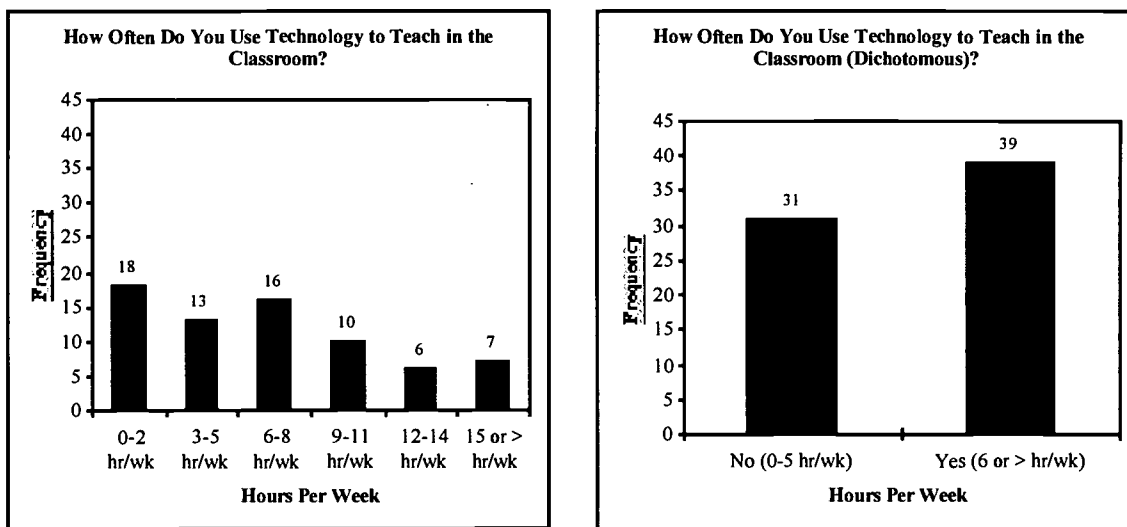 How Often Do You Use Technology to Teach in the
Classroom?
45
40
35
30
25
20
15
10
5
0
Frequency
18
13
16
10
6
7
0-2
hr/wk
3-5
hr/wk
6-8
hr/wk
9-11
hr/wk
12-14
hr/wk
15 or >
hr/wk
Hours Per Week
How Often Do You Use Technology to Teach in the
Classroom (Dichotomous)?
45
40
35
30
25
20
15
10
5
0
Frequency
31
39
No (0-5 hr/wk)
Yes (6 or > hr/wk)
Hours Per Week